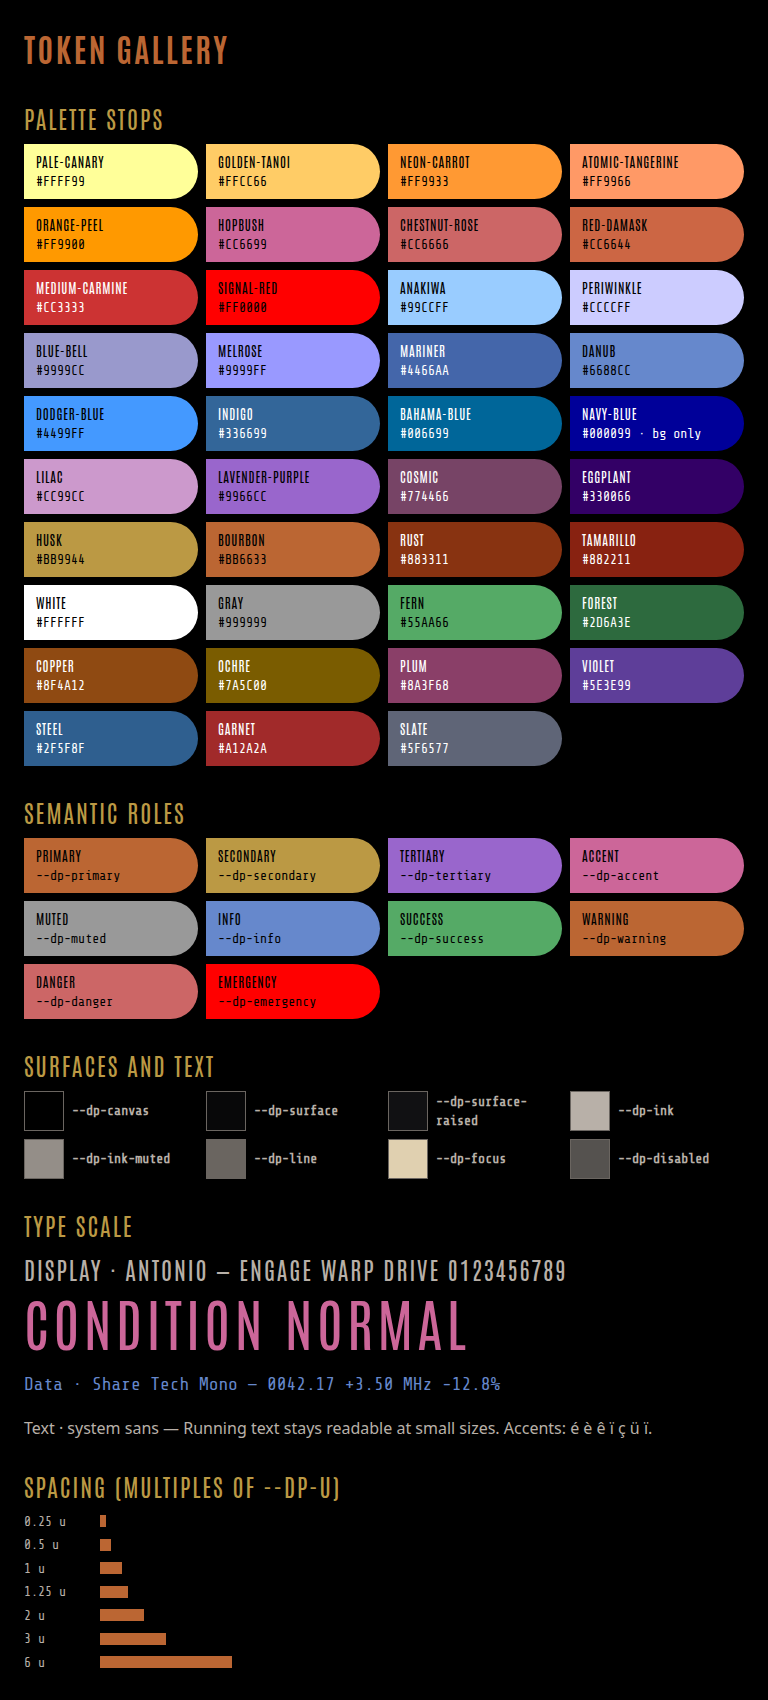 TOKEN GALLERY
PALETTE STOPS
PALE-CANARY
#FFFF99
GOLDEN-TANOI
#FFCC66
NEON-CARROT
#FF9933
ATOMIC-TANGERINE
#FF9966
ORANGE-PEEL
#FF9900
HOPBUSH
#CC6699
CHESTNUT-ROSE
#CC6666
RED-DAMASK
#CC6644
MEDIUM-CARMINE
#CC3333
SIGNAL-RED
#FF0000
ANAKIWA
#99CCFF
PERIWINKLE
#CCCCFF
BLUE-BELL
#9999CC
MELROSE
#9999FF
MARINER
#4466AA
DANUB
#6688CC
DODGER-BLUE
#4499FF
INDIGO
#336699
BAHAMA-BLUE
#006699
NAVY-BLUE
#000099 · bg only
LILAC
#CC99CC
LAVENDER-PURPLE
#9966CC
COSMIC
#774466
EGGPLANT
#330066
HUSK
#BB9944
BOURBON
#BB6633
RUST
#883311
TAMARILLO
#882211
WHITE
#FFFFFF
GRAY
#999999
FERN
#55AA66
FOREST
#2D6A3E
COPPER
#8F4A12
OCHRE
#7A5C00
PLUM
#8A3F68
VIOLET
#5E3E99
STEEL
#2F5F8F
GARNET
#A12A2A
SLATE
#5F6577
SEMANTIC ROLES
PRIMARY
--dp-primary
SECONDARY
--dp-secondary
TERTIARY
--dp-tertiary
ACCENT
--dp-accent
MUTED
--dp-muted
INFO
--dp-info
SUCCESS
--dp-success
WARNING
--dp-warning
DANGER
--dp-danger
EMERGENCY
--dp-emergency
SURFACES AND TEXT
--dp-canvas
--dp-surface
--dp-surface-
raised
--dp-ink
--dp-ink-muted
--dp-line
--dp-focus
--dp-disabled
TYPE SCALE
DISPLAY · ANTONIO — ENGAGE WARP DRIVE 0123456789
CONDITION NORMAL
Data · Share Tech Mono — 0042.17 +3.50 MHz −12.8%
Text · system sans — Running text stays readable at small sizes. Accents: é è ê ï ç ü ï.
SPACING (MULTIPLES OF --DP-U)
0.25 u
0.5 u
1 u
1.25 u
2 u
3 u
6 u